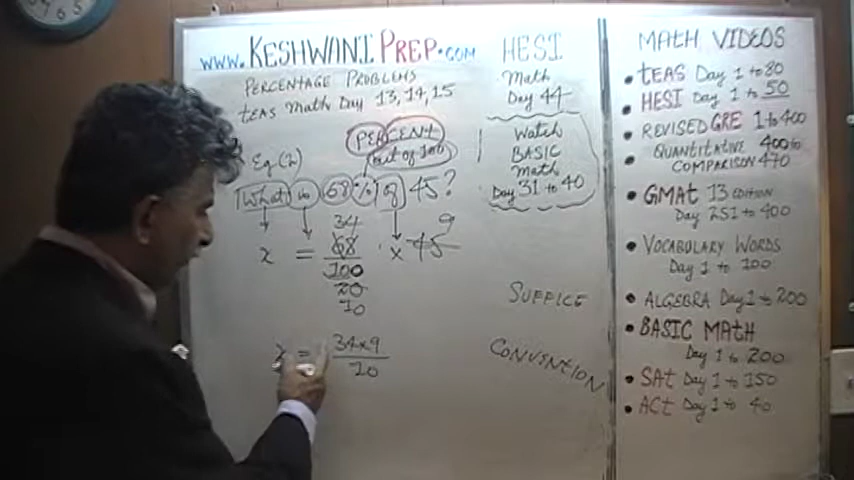 www.KESHWANIPREP.COM
PERCENTAGE PROBLEMS
TEAS Math Day 13, 14, 15
PERCENT
out of 100
Eg(2)
What is 68 % of 45?
34 9
x = 68 x 45
100
20
10
= 34x9
10
HESI
Math
Day 44
Watch
BASIC
Math
Day 31 to 40
SUFFICE
CONVENTION
MATH VIDEOS
• TEAS Day 1 to 80
• HESI Day 1 to 50
• REVISED GRE 1 to 400
• QUANTITATIVE 400 to
COMPARISON 470
• GMAT 13 EDITION
Day 251 to 400
• VOCABULARY WORDS
Day 1 to 100
• ALGEBRA Day 1 to 200
• BASIC MATH
Day 1 to 200
• SAT Day 1 to 150
• ACT Day 1 to 40